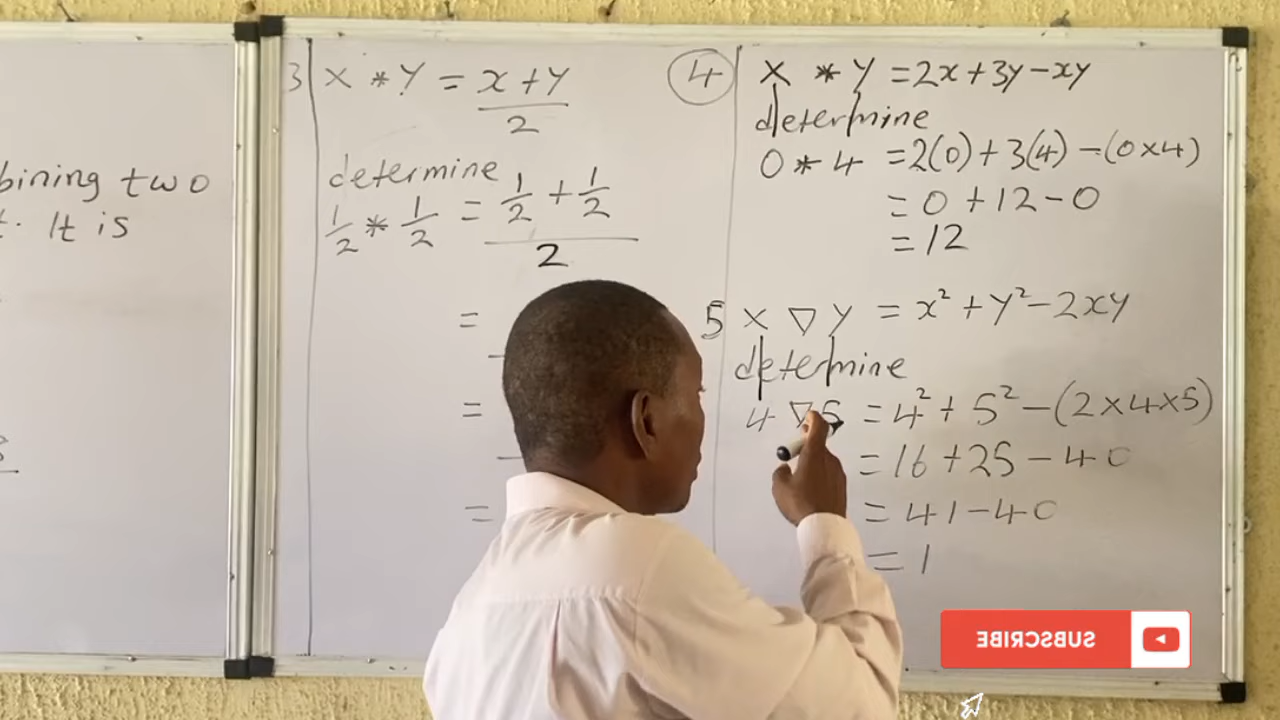 bining two
t. It is
3 X * Y = x + y
2
determine
1/2 * 1/2 = 1/2 + 1/2
2
=
=
=
4 X * Y = 2x + 3y - xy
determine
0 * 4 = 2(0) + 3(4) - (0 x 4)
= 0 + 12 - 0
= 12
5 X ▽ Y = x² + y² - 2xy
determine
4 ▽ 5 = 4² + 5² - (2 x 4 x 5)
= 16 + 25 - 40
= 41 - 40
= 1
SUBSCRIBE